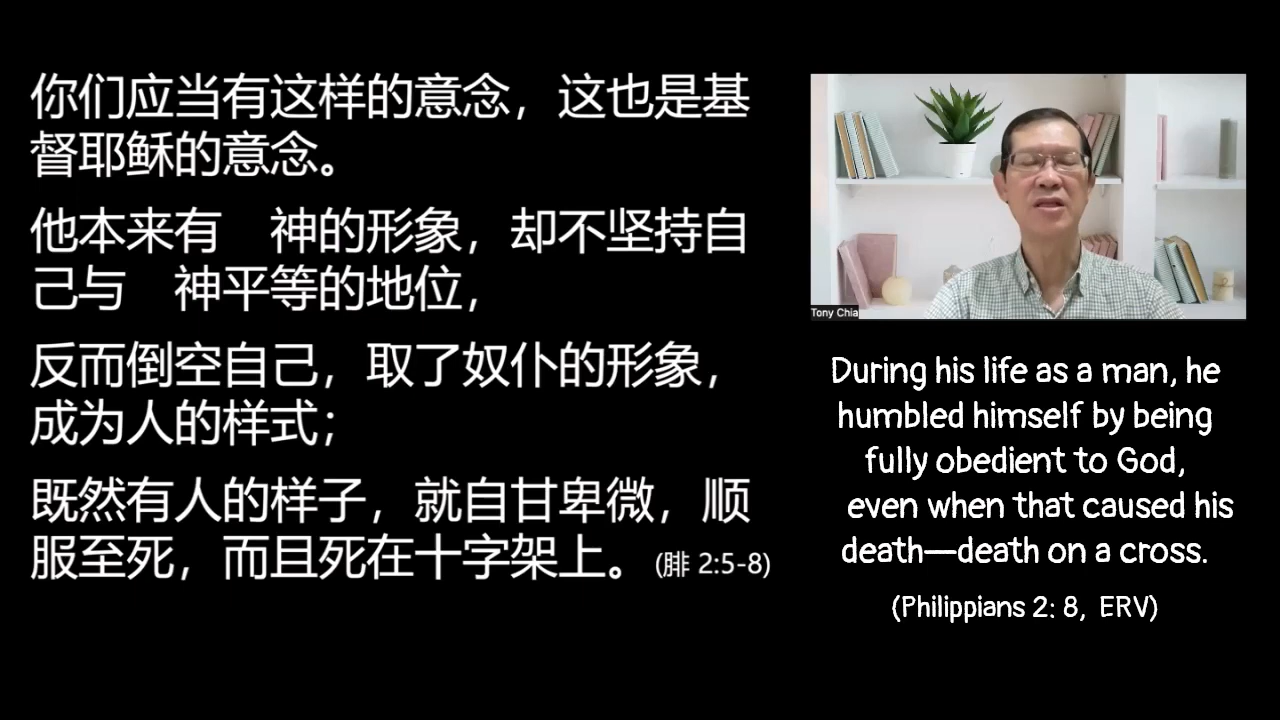 你们应当有这样的意念，这也是基
督耶稣的意念。
他本来有　神的形象，却不坚持自
己与　神平等的地位，
反而倒空自己，取了奴仆的形象，
成为人的样式；
既然有人的样子，就自甘卑微，顺
服至死，而且死在十字架上。(腓 2:5-8)
Tony Chia
During his life as a man, he
humbled himself by being
fully obedient to God,
even when that caused his
death—death on a cross.
(Philippians 2: 8, ERV)